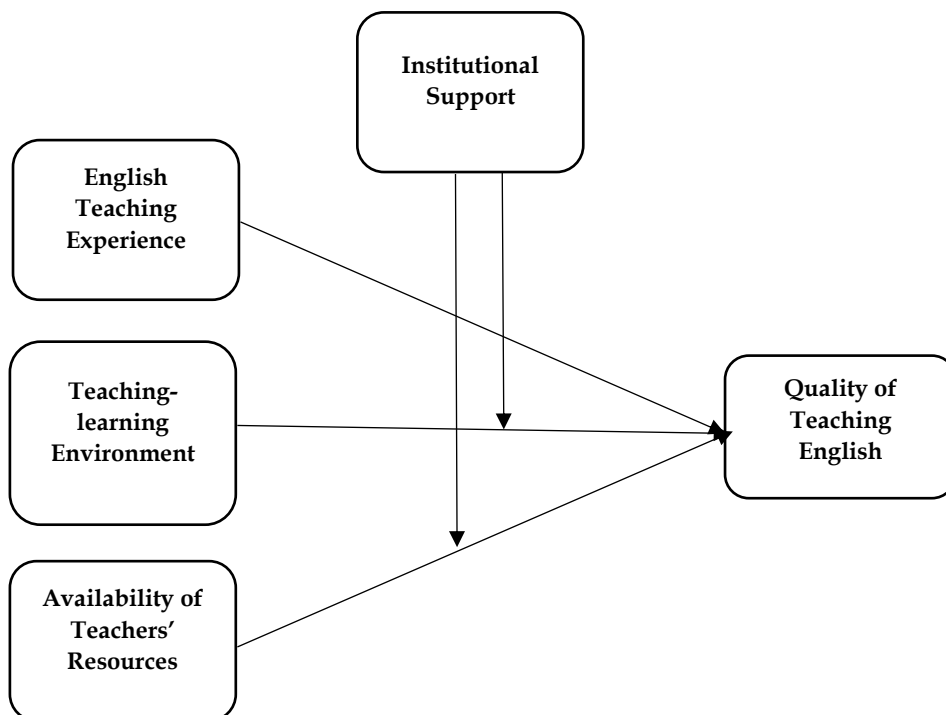 Institutional
Support
English
Teaching
Experience
Teaching-
learning
Environment
Quality of
Teaching
English
Availability of
Teachers’
Resources